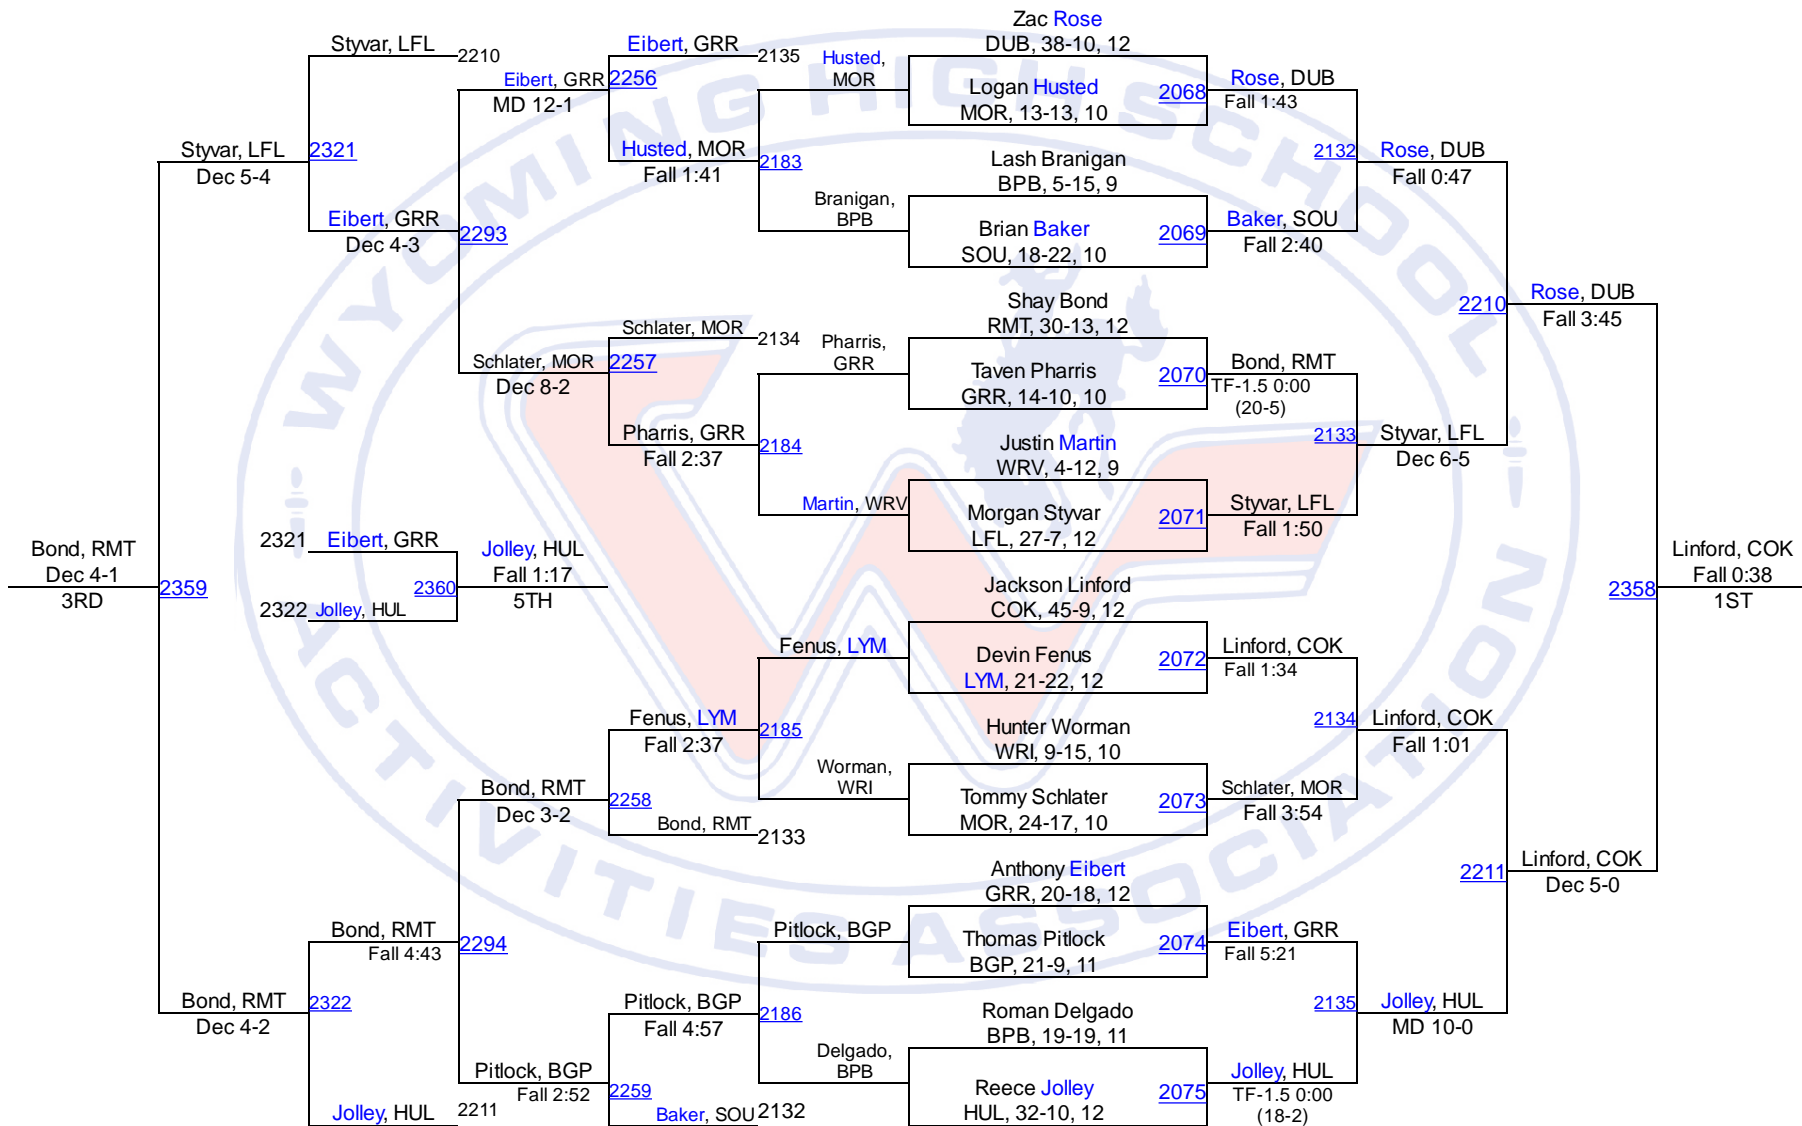 Zac Rose
DUB, 38-10, 12
Logan Husted
MOR, 13-13, 10
2068
Lash Branigan
BPB, 5-15, 9
Brian Baker
SOU, 18-22, 10
2069
Shay Bond
RMT, 30-13, 12
Taven Pharris
GRR, 14-10, 10
2070
Justin Martin
WRV, 4-12, 9
Morgan Styvar
LFL, 27-7, 12
2071
Jackson Linford
COK, 45-9, 12
Devin Fenus
LYM, 21-22, 12
2072
Hunter Worman
WRI, 9-15, 10
Tommy Schlater
MOR, 24-17, 10
2073
Anthony Eibert
GRR, 20-18, 12
Thomas Pitlock
BGP, 21-9, 11
2074
Roman Delgado
BPB, 19-19, 11
Reece Jolley
HUL, 32-10, 12
2075
Rose, DUB
Fall 1:43
Baker, SOU
Fall 2:40
Bond, RMT
TF-1.5 0:00
(20-5)
Styvar, LFL
Fall 1:50
Linford, COK
Fall 1:34
Schlater, MOR
Fall 3:54
Eibert, GRR
Fall 5:21
Jolley, HUL
TF-1.5 0:00
(18-2)
2132
Rose, DUB
Fall 0:47
2133
Styvar, LFL
Dec 6-5
2134
Linford, COK
Fall 1:01
2135
Jolley, HUL
MD 10-0
2210
Rose, DUB
Fall 3:45
2211
Linford, COK
Dec 5-0
2358
Linford, COK
Fall 0:38
1ST
Husted,
MOR
Branigan,
BPB
Pharris,
GRR
Martin, WRV
Fenus, LYM
Worman,
WRI
Pitlock, BGP
Delgado,
BPB
Eibert, GRR
2135
Husted, MOR
Fall 1:41
2183
Schlater, MOR
2134
Pharris, GRR
Fall 2:37
2184
Fenus, LYM
Fall 2:37
2185
Bond, RMT
2133
Pitlock, BGP
Fall 4:57
2186
Baker, SOU
2132
Eibert, GRR
MD 12-1
2256
Schlater, MOR
Dec 8-2
2257
Bond, RMT
Dec 3-2
2258
Pitlock, BGP
Fall 2:52
2259
Styvar, LFL
2210
Eibert, GRR
Dec 4-3
2293
Bond, RMT
Fall 4:43
2294
Jolley, HUL
2211
Styvar, LFL
Dec 5-4
2321
Bond, RMT
Dec 4-2
2322
Bond, RMT
Dec 4-1
3RD
2359
2321
Eibert, GRR
2322
Jolley, HUL
2360
Jolley, HUL
Fall 1:17
5TH
WYOMING HIGH SCHOOL
ACTIVITIES ASSOCIATION